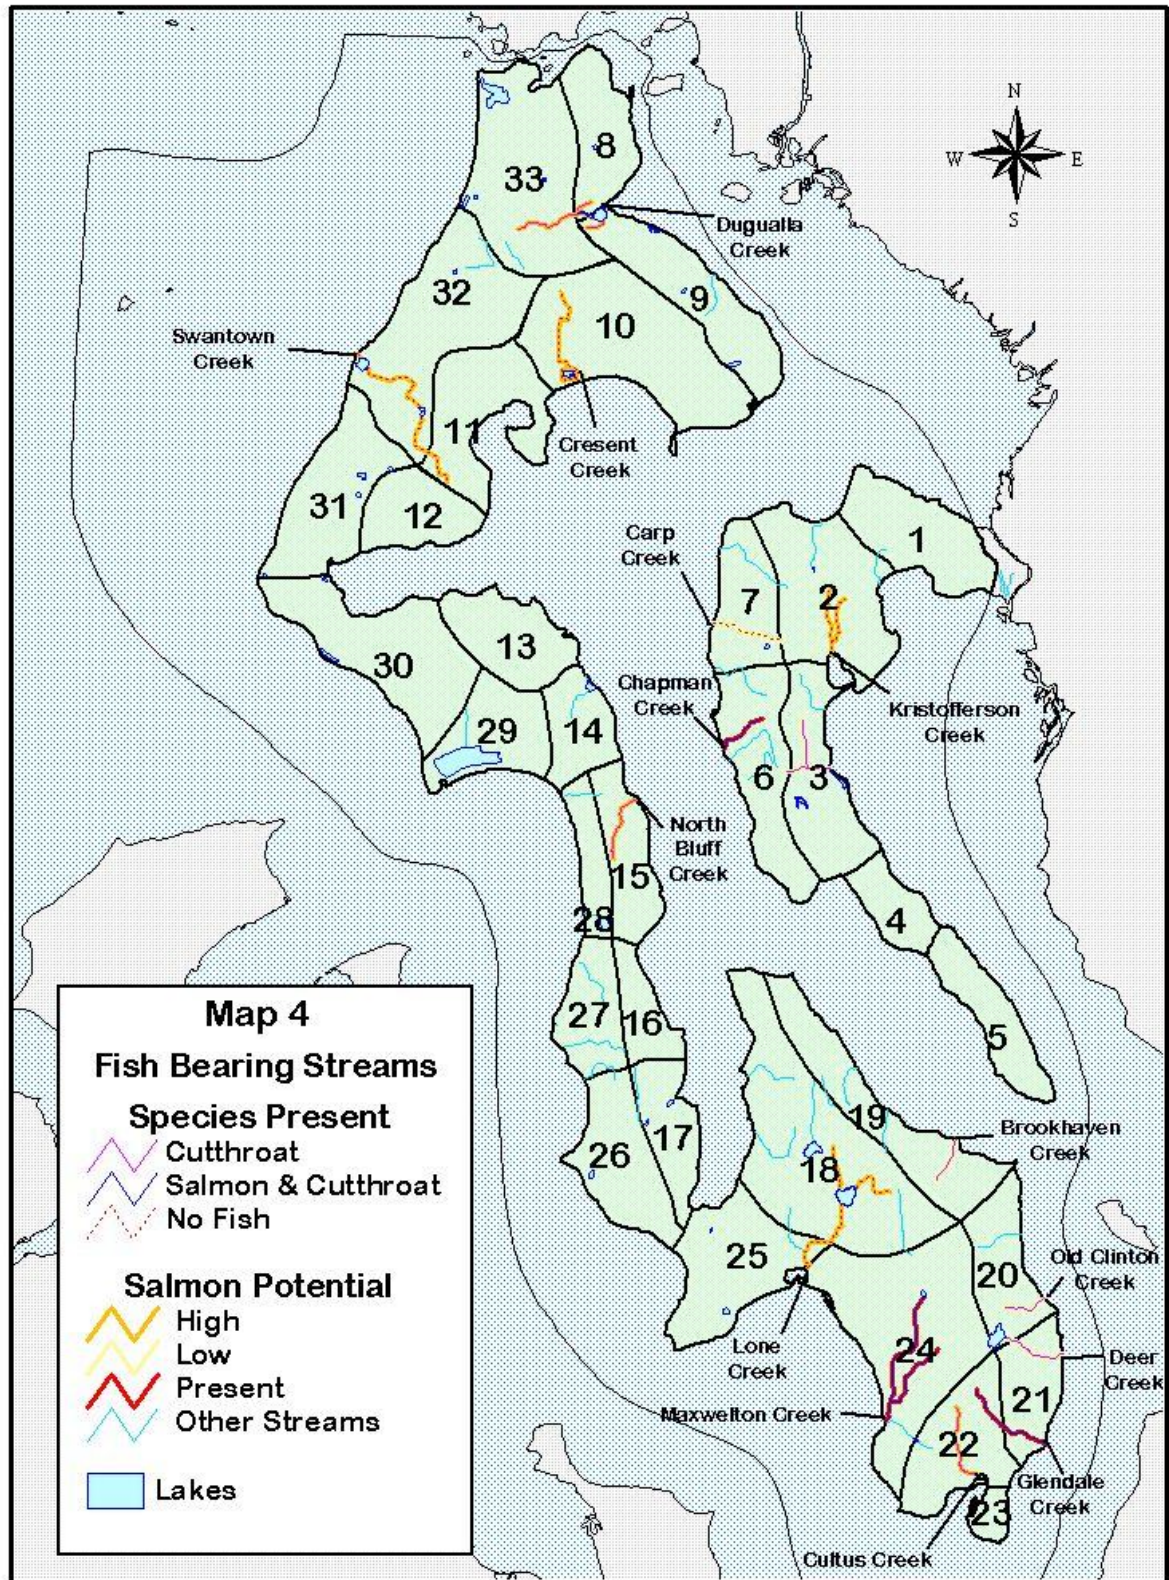 N
W
E
S
8
33
Dugualla
Creek
32
9
10
Swantown
Creek
11
Cresent
Creek
31
12
1
Carp
Creek
7
2
13
30
Chapman
Creek
Kristofferson
Creek
29
14
6
3
North
Bluff
Creek
15
28
4
27
16
5
19
Brookhaven
Creek
26
17
18
25
20
Old Clinton
Creek
Lone
Creek
24
Deer
Creek
21
Maxwelton Creek
22
Glendale
Creek
23
Cultus Creek
Map 4
Fish Bearing Streams
Species Present
Cutthroat
Salmon & Cutthroat
No Fish
Salmon Potential
High
Low
Present
Other Streams
Lakes